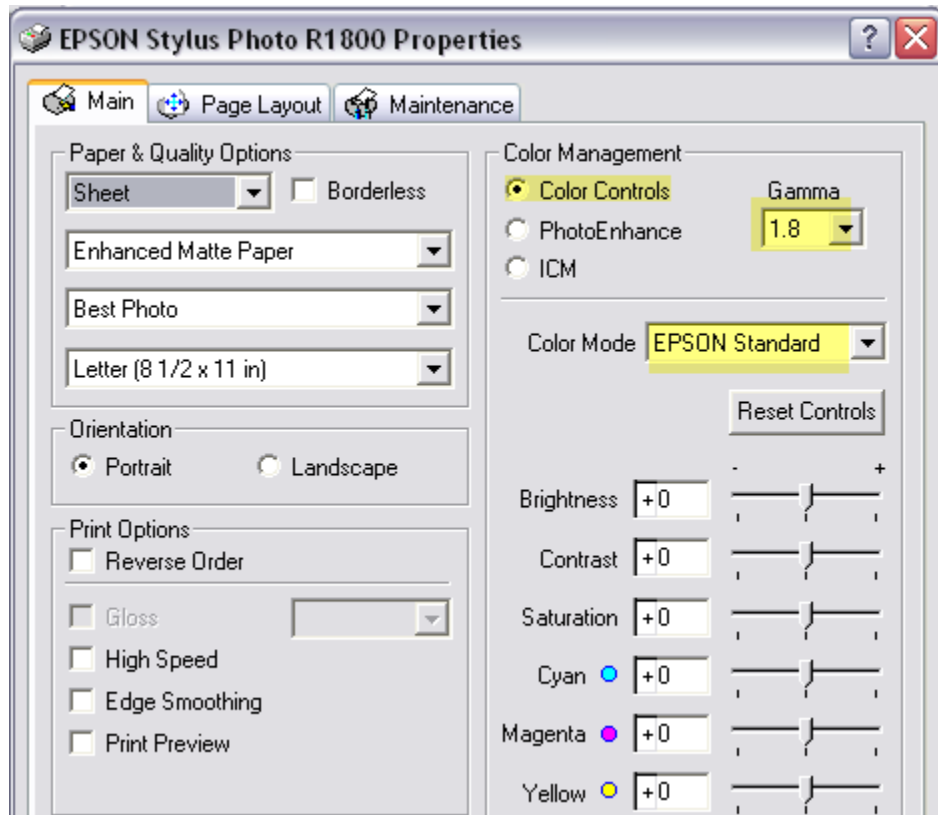 EPSON Stylus Photo R1800 Properties
?
Main
Page Layout
Maintenance
Paper & Quality Options
Sheet
Borderless
Enhanced Matte Paper
Best Photo
Letter (8 1/2 x 11 in)
Orientation
Portrait
Landscape
Print Options
Reverse Order
Gloss
High Speed
Edge Smoothing
Print Preview
Color Management
Color Controls
Gamma
PhotoEnhance
1.8
ICM
Color Mode EPSON Standard
Reset Controls
- +
Brightness +0
Contrast +0
Saturation +0
Cyan +0
Magenta +0
Yellow +0